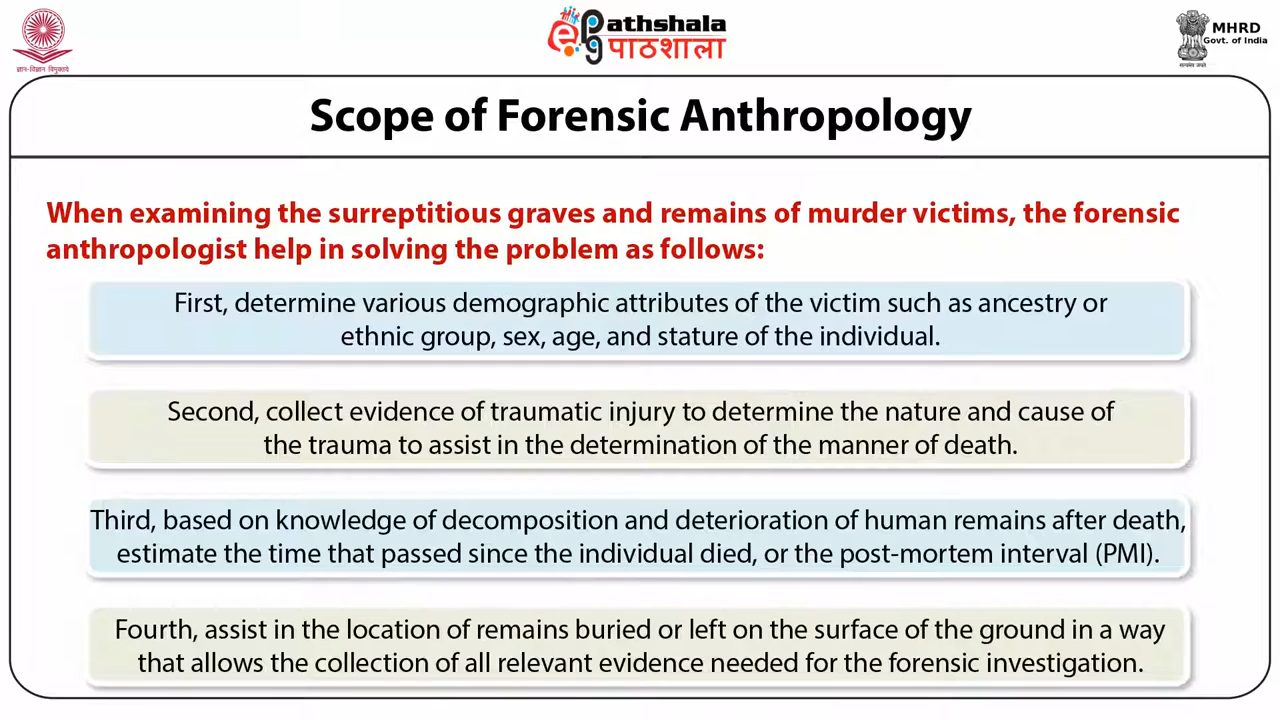 ज्ञान-विज्ञान विमुक्तये
ePathshala
पाठशाला
MHRD
Govt. of India
सत्यमेव जयते
Scope of Forensic Anthropology
When examining the surreptitious graves and remains of murder victims, the forensic
anthropologist help in solving the problem as follows:
First, determine various demographic attributes of the victim such as ancestry or
ethnic group, sex, age, and stature of the individual.
Second, collect evidence of traumatic injury to determine the nature and cause of
the trauma to assist in the determination of the manner of death.
Third, based on knowledge of decomposition and deterioration of human remains after death,
estimate the time that passed since the individual died, or the post-mortem interval (PMI).
Fourth, assist in the location of remains buried or left on the surface of the ground in a way
that allows the collection of all relevant evidence needed for the forensic investigation.